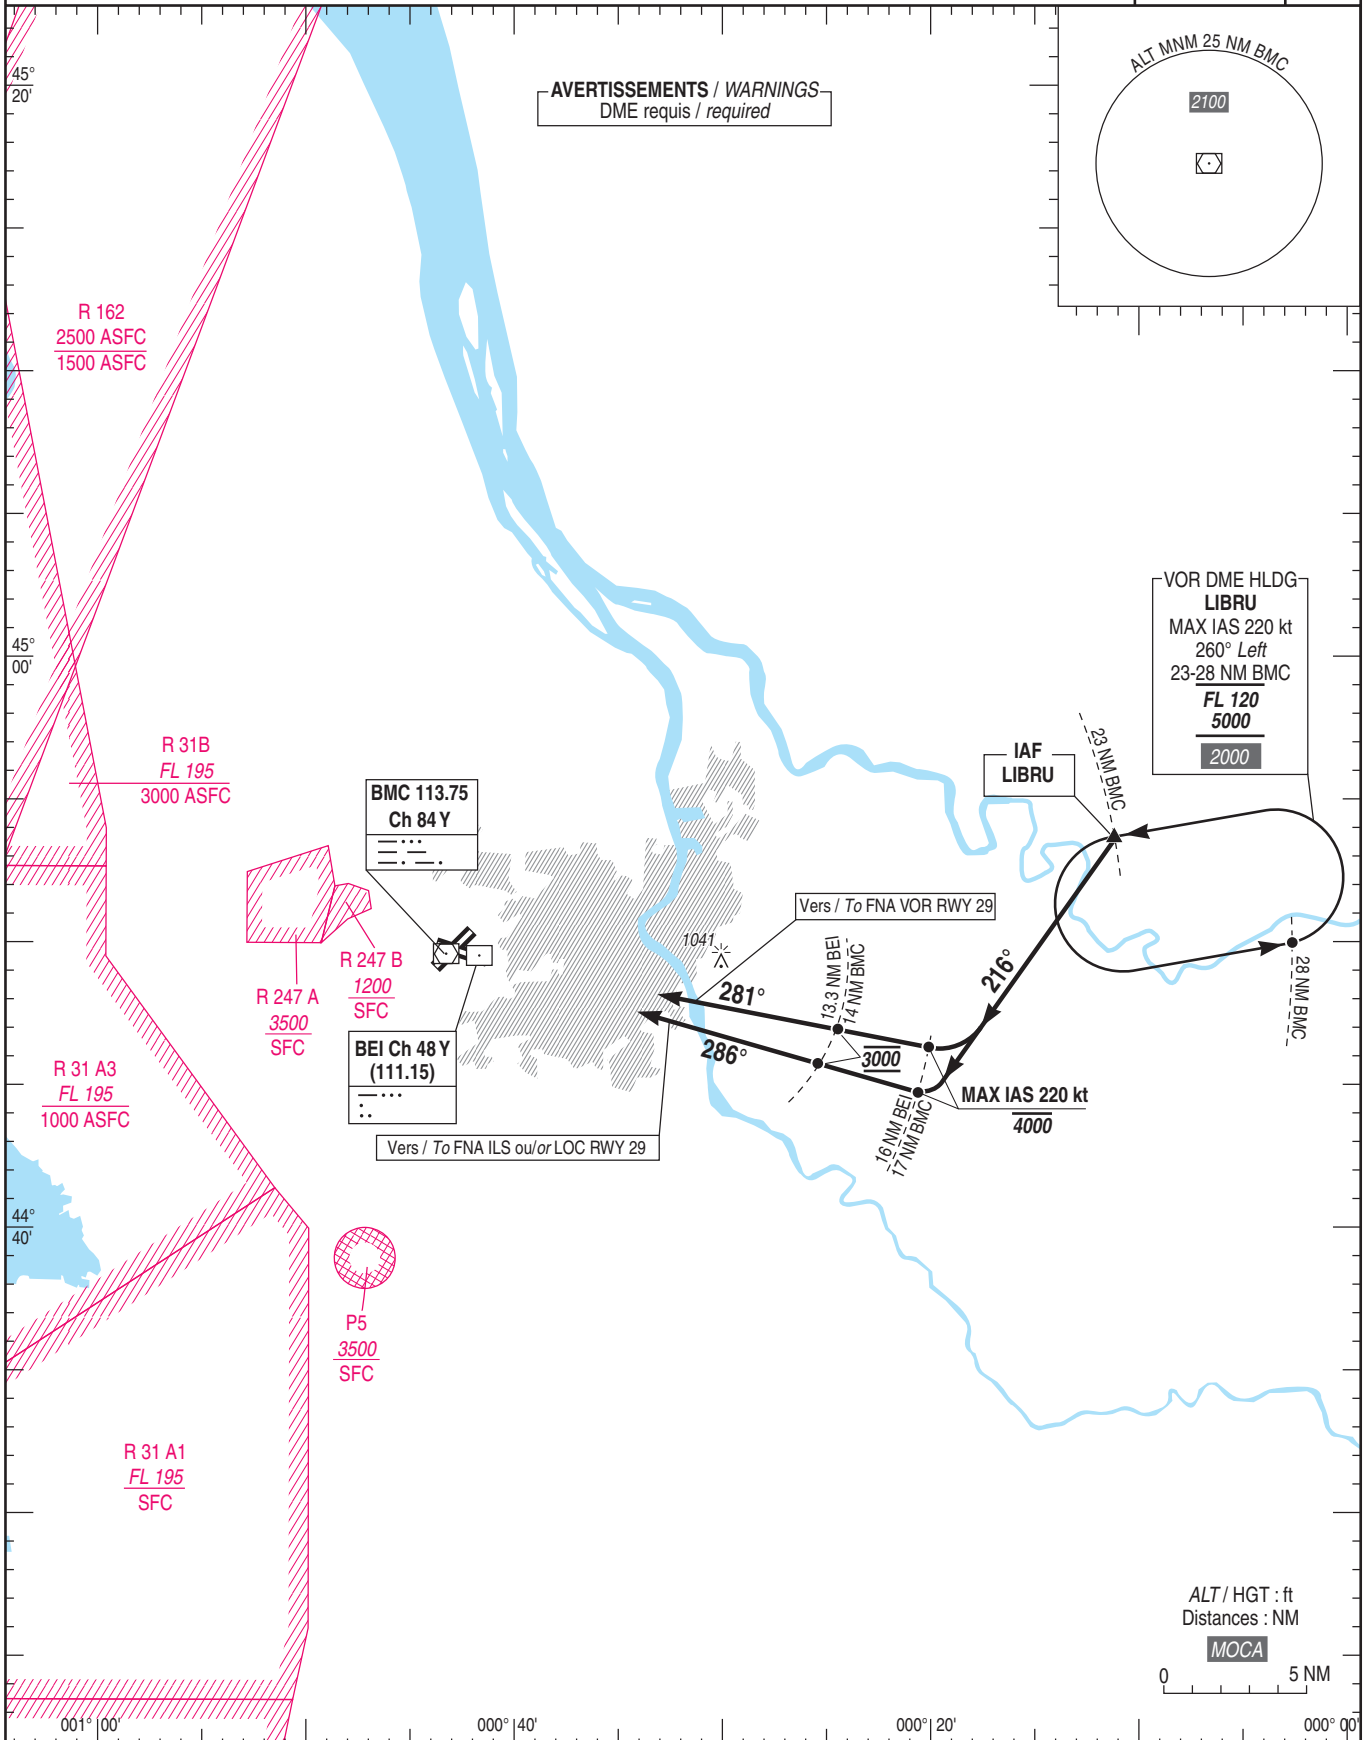 45°
20'
AVERTISSEMENTS / WARNINGS
DME requis / required
ALT MNM 25 NM BMC
2100
R 162
2500 ASFC
1500 ASFC
45°
00'
VOR DME HLDG
LIBRU
MAX IAS 220 kt
260° Left
23-28 NM BMC
FL 120
5000
2000
R 31B
FL 195
3000 ASFC
IAF
LIBRU
23 NM BMC
BMC 113.75
Ch 84 Y
Vers / To FNA VOR RWY 29
1041
R 247 B
1200
SFC
R 247 A
3500
SFC
216°
28 NM BMC
13.3 NM BEI
14 NM BMC
281°
286°
3000
BEI Ch 48 Y
(111.15)
R 31 A3
FL 195
1000 ASFC
MAX IAS 220 kt
4000
16 NM BEI
17 NM BMC
Vers / To FNA ILS ou/or LOC RWY 29
44°
40'
P5
3500
SFC
R 31 A1
FL 195
SFC
ALT / HGT : ft
Distances : NM
MOCA
0 5 NM
001° 00' 000° 40' 000° 20' 000° 00'